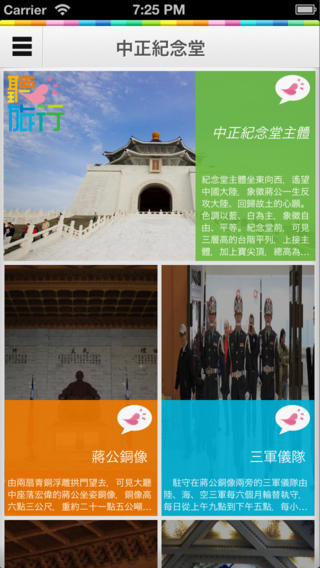 Carrier 7:25 PM
中正紀念堂
聽
旅行
中正紀念堂主體
紀念堂主體坐東向西，遙望
中國大陸，象徵蔣公一生反
攻大陸、回歸故土的心願。
色調以藍、白為主，象徵自
由、平等。紀念堂前，可見
三層高的台階平列，上接主
體，加上寶尖頂，總高為...
蔣公銅像
由兩扇青銅浮雕拱門望去，可見大廳
中座落宏偉的蔣公坐姿銅像，銅像高
六點三公尺，重約二十一點五公噸...
三軍儀隊
駐守在蔣公銅像兩旁的三軍儀隊由
陸、海、空三軍每六個月輪替執守，
每日從上午九點到下午五點，每小...